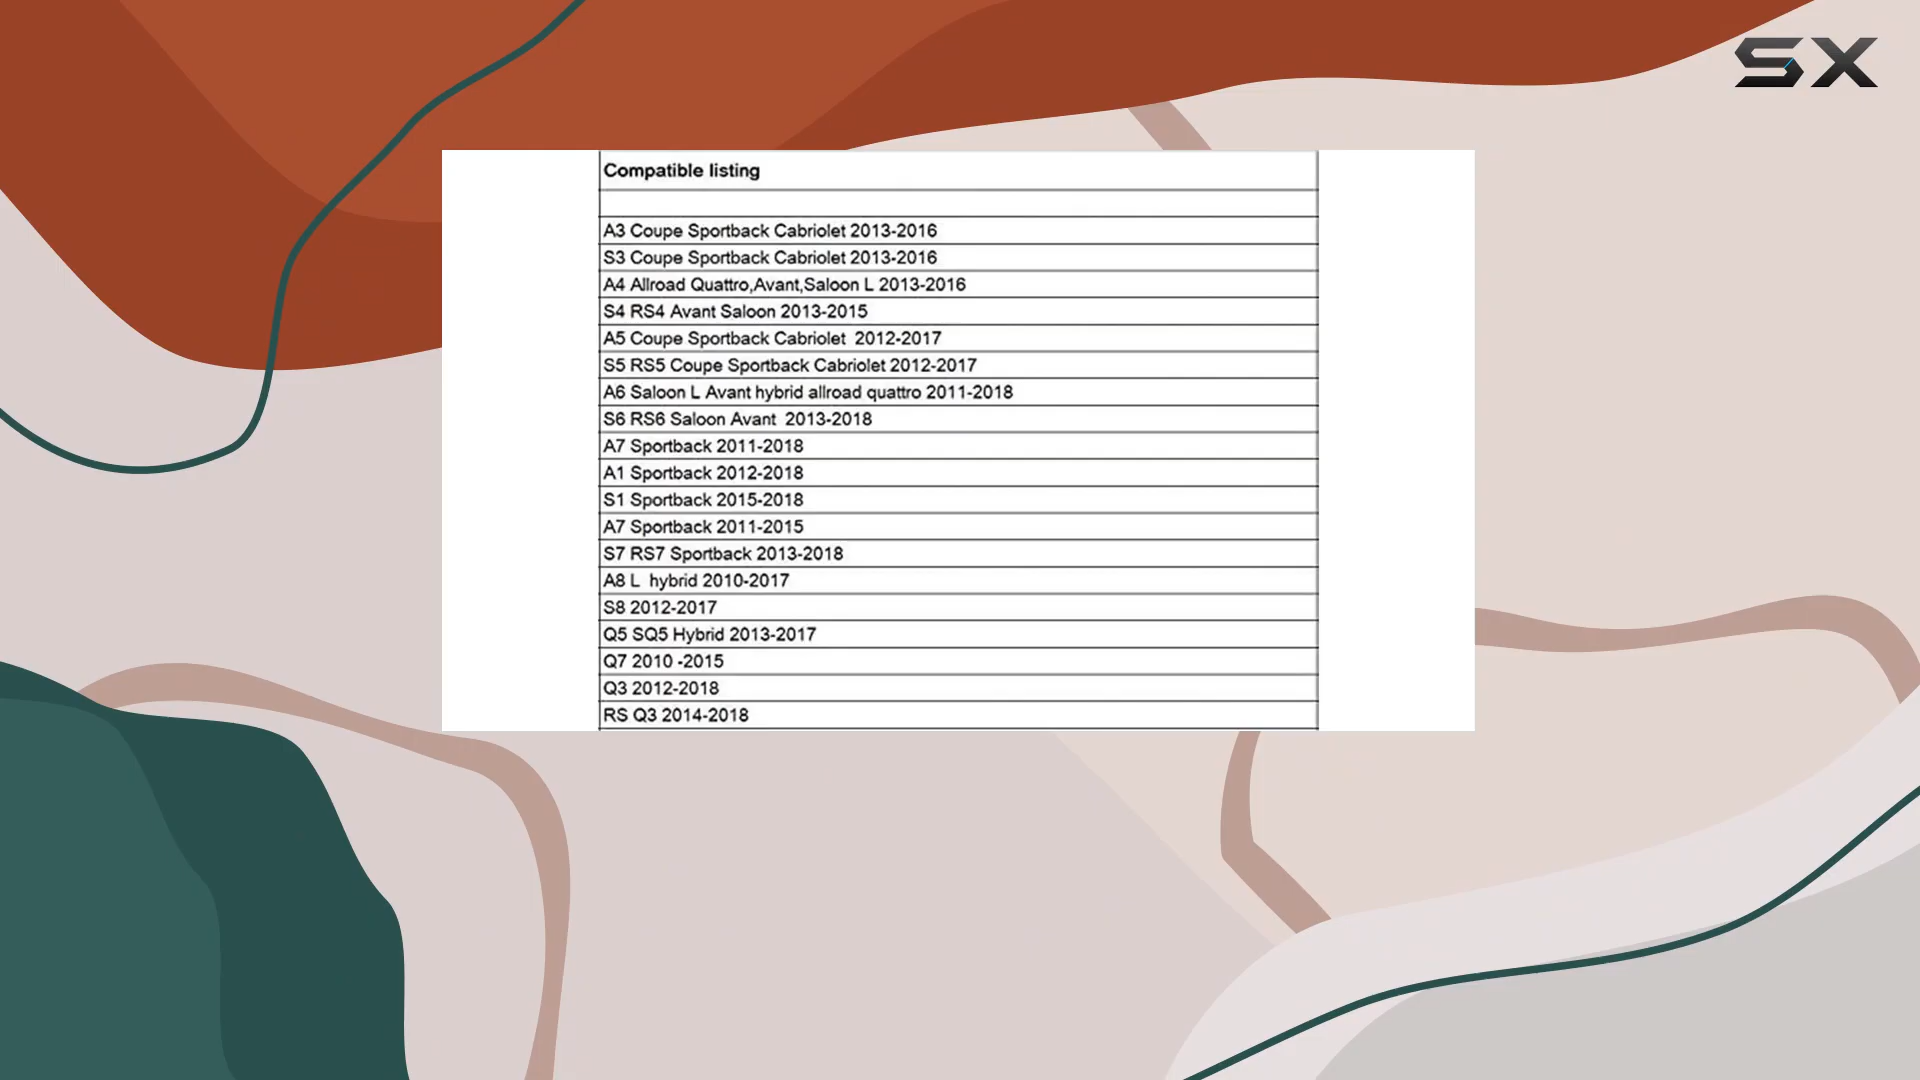 SX
Compatible listing
A3 Coupe Sportback Cabriolet 2013-2016
S3 Coupe Sportback Cabriolet 2013-2016
A4 Allroad Quattro,Avant,Saloon L 2013-2016
S4 RS4 Avant Saloon 2013-2015
A5 Coupe Sportback Cabriolet  2012-2017
S5 RS5 Coupe Sportback Cabriolet 2012-2017
A6 Saloon L Avant hybrid allroad quattro 2011-2018
S6 RS6 Saloon Avant  2013-2018
A7 Sportback 2011-2018
A1 Sportback 2012-2018
S1 Sportback 2015-2018
A7 Sportback 2011-2015
S7 RS7 Sportback 2013-2018
A8 L  hybrid 2010-2017
S8 2012-2017
Q5 SQ5 Hybrid 2013-2017
Q7 2010 -2015
Q3 2012-2018
RS Q3 2014-2018